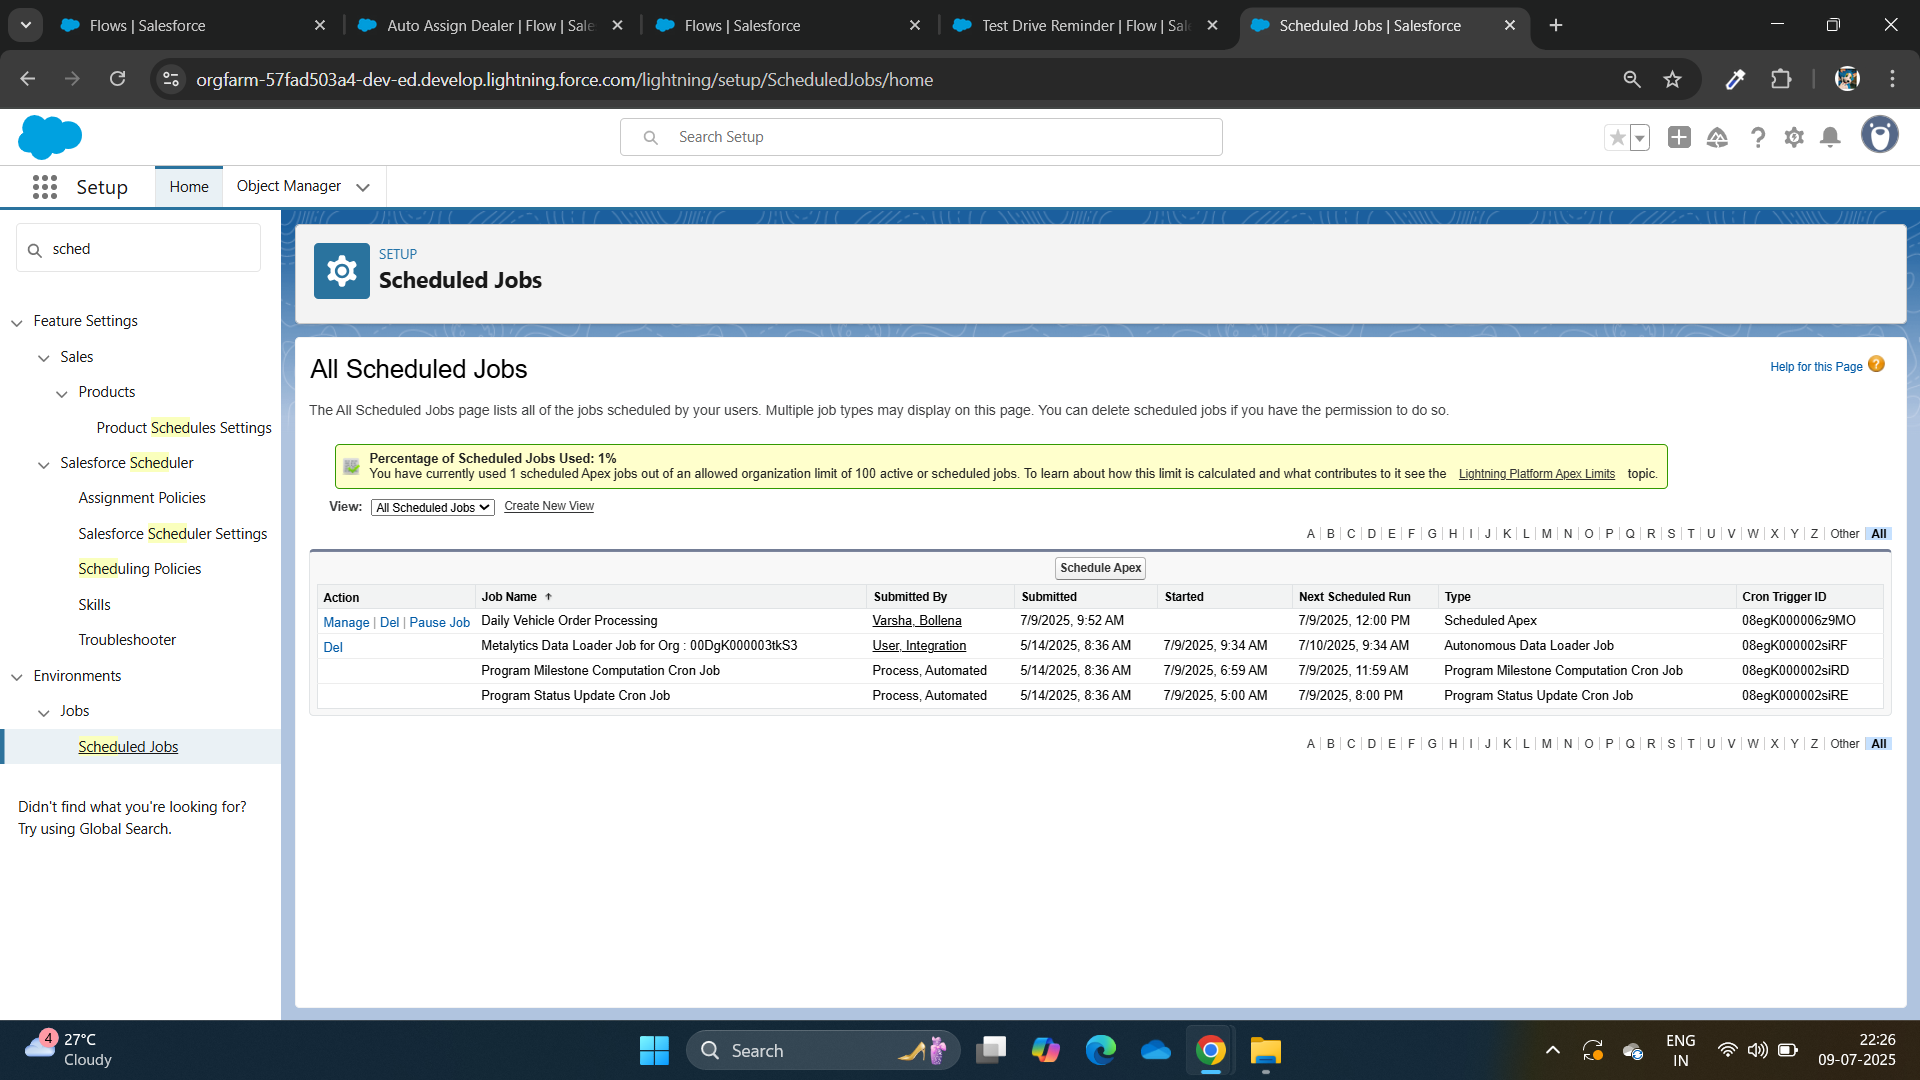 Flows | Salesforce
Auto Assign Dealer | Flow | Sale
Flows | Salesforce
Test Drive Reminder | Flow | Sal
Scheduled Jobs | Salesforce
orgfarm-57fad503a4-dev-ed.develop.lightning.force.com/lightning/setup/ScheduledJobs/home
Search Setup
Setup
Home
Object Manager
sched
Feature Settings
Sales
Products
Product Schedules Settings
Salesforce Scheduler
Assignment Policies
Salesforce Scheduler Settings
Scheduling Policies
Skills
Troubleshooter
Environments
Jobs
Scheduled Jobs
Didn't find what you're looking for?
Try using Global Search.
SETUP
Scheduled Jobs
All Scheduled Jobs
Help for this Page ?
The All Scheduled Jobs page lists all of the jobs scheduled by your users. Multiple job types may display on this page. You can delete scheduled jobs if you have the permission to do so.
Percentage of Scheduled Jobs Used: 1%
You have currently used 1 scheduled Apex jobs out of an allowed organization limit of 100 active or scheduled jobs. To learn about how this limit is calculated and what contributes to it see the Lightning Platform Apex Limits topic.
View: All Scheduled Jobs Create New View
A | B | C | D | E | F | G | H | I | J | K | L | M | N | O | P | Q | R | S | T | U | V | W | X | Y | Z | Other All
Schedule Apex
Action Job Name ↑ Submitted By Submitted Started Next Scheduled Run Type Cron Trigger ID
Manage | Del | Pause Job Daily Vehicle Order Processing Varsha, Bollena 7/9/2025, 9:52 AM 7/9/2025, 12:00 PM Scheduled Apex 08egK000006z9MO
Del Metalytics Data Loader Job for Org : 00DgK000003tkS3 User, Integration 5/14/2025, 8:36 AM 7/9/2025, 9:34 AM 7/10/2025, 9:34 AM Autonomous Data Loader Job 08egK000002siRF
Program Milestone Computation Cron Job Process, Automated 5/14/2025, 8:36 AM 7/9/2025, 6:59 AM 7/9/2025, 11:59 AM Program Milestone Computation Cron Job 08egK000002siRD
Program Status Update Cron Job Process, Automated 5/14/2025, 8:36 AM 7/9/2025, 5:00 AM 7/9/2025, 8:00 PM Program Status Update Cron Job 08egK000002siRE
A | B | C | D | E | F | G | H | I | J | K | L | M | N | O | P | Q | R | S | T | U | V | W | X | Y | Z | Other All
4
27°C
Cloudy
Search
ENG
IN
22:26
09-07-2025